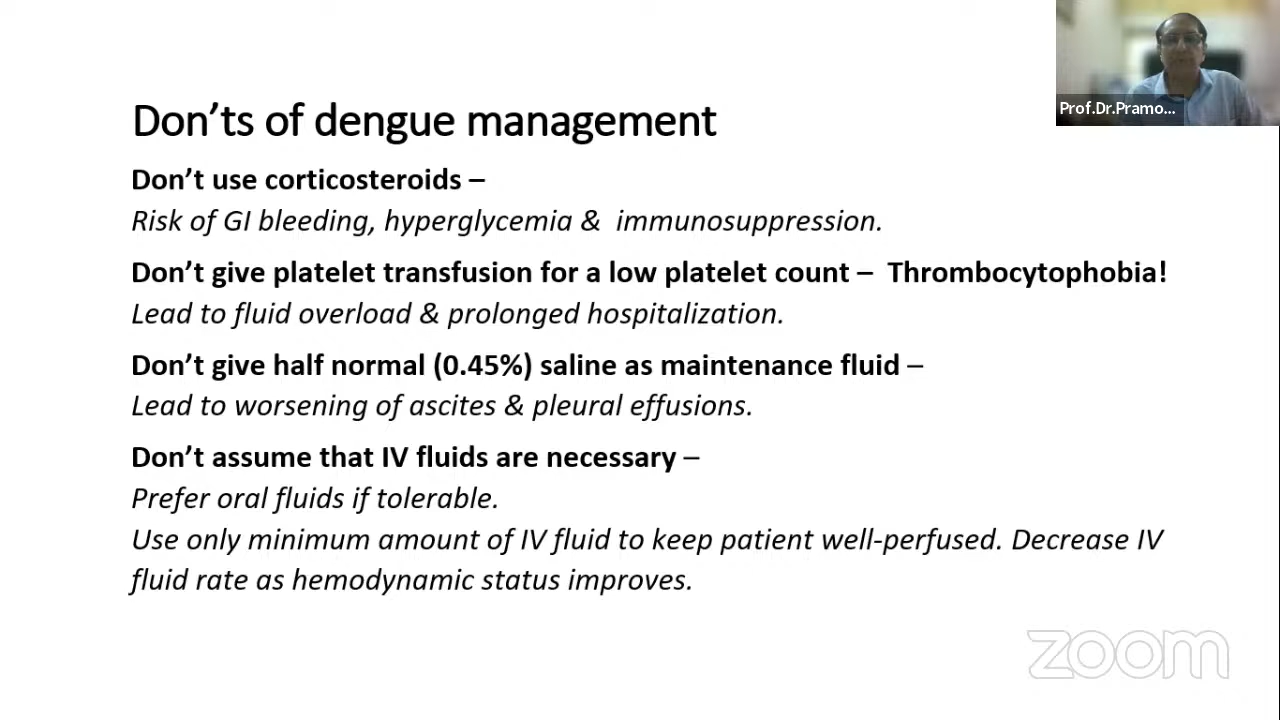 Don’ts of dengue management
Don’t use corticosteroids –
Risk of GI bleeding, hyperglycemia & immunosuppression.
Don’t give platelet transfusion for a low platelet count – Thrombocytophobia!
Lead to fluid overload & prolonged hospitalization.
Don’t give half normal (0.45%) saline as maintenance fluid –
Lead to worsening of ascites & pleural effusions.
Don’t assume that IV fluids are necessary –
Prefer oral fluids if tolerable.
Use only minimum amount of IV fluid to keep patient well-perfused. Decrease IV
fluid rate as hemodynamic status improves.
Prof.Dr.Pramo...
zoom